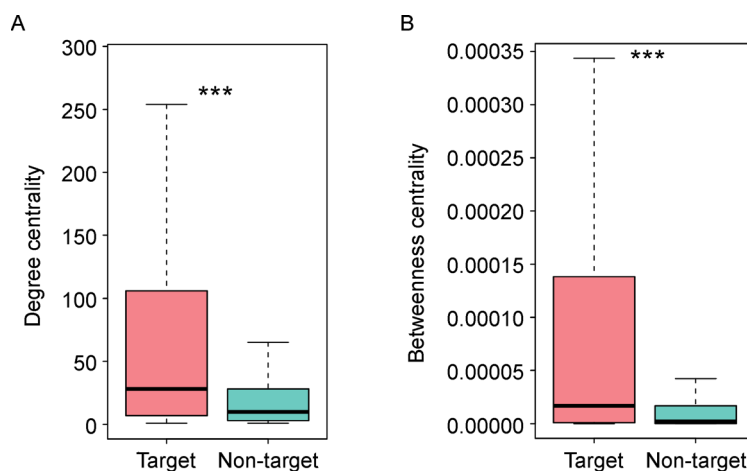 A
Degree centrality
300
250
200
150
100
50
0
***
Target
Non-target
B
Betweenness centrality
0.00035
0.00030
0.00025
0.00020
0.00015
0.00010
0.00005
0.00000
***
Target
Non-target